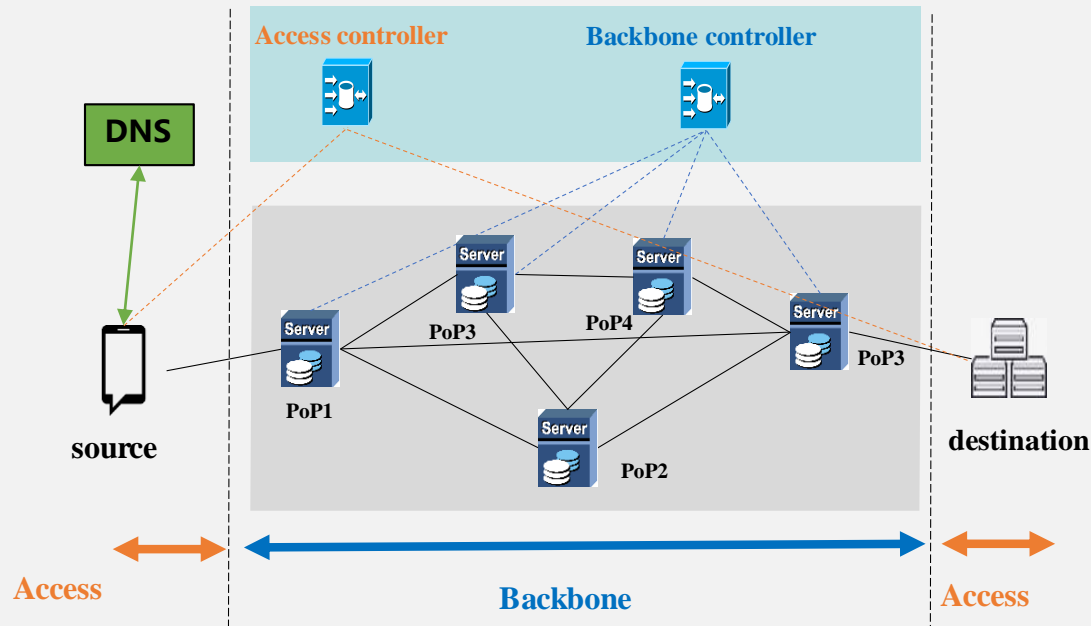 Access controller
Backbone controller
DNS
Server
Server
Server
Server
PoP3
PoP4
PoP3
PoP1
Server
PoP2
source
destination
Access
Backbone
Access